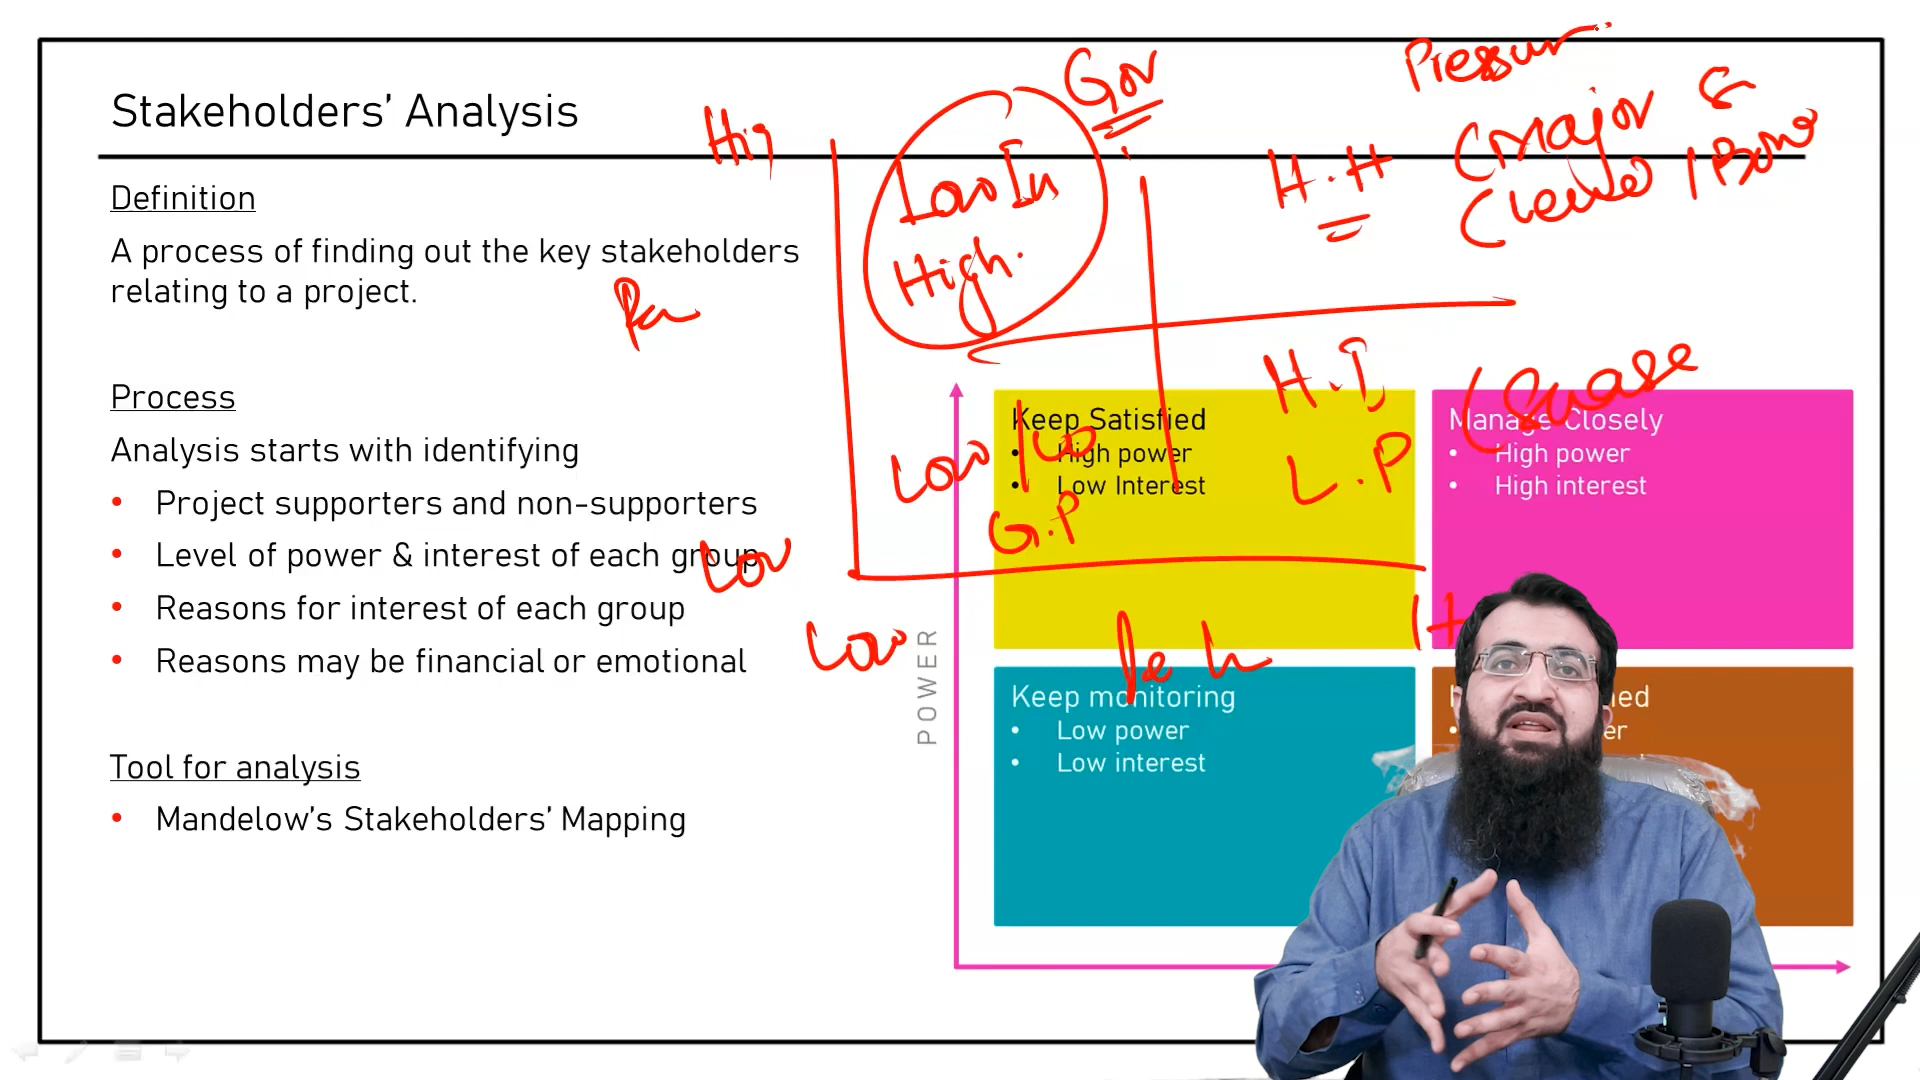 Stakeholders’ Analysis
Definition
A process of finding out the key stakeholders
relating to a project.
Process
Analysis starts with identifying
• Project supporters and non-supporters
• Level of power & interest of each group
• Reasons for interest of each group
• Reasons may be financial or emotional
Tool for analysis
• Mandelow’s Stakeholders’ Mapping
Gov
Low In
High.
H.H
(Major
H.I
L.P
Low
G.P
Low
Low
POWER
Keep Satisfied
• High power
• Low Interest
Manage Closely
• High power
• High interest
Keep monitoring
• Low power
• Low interest